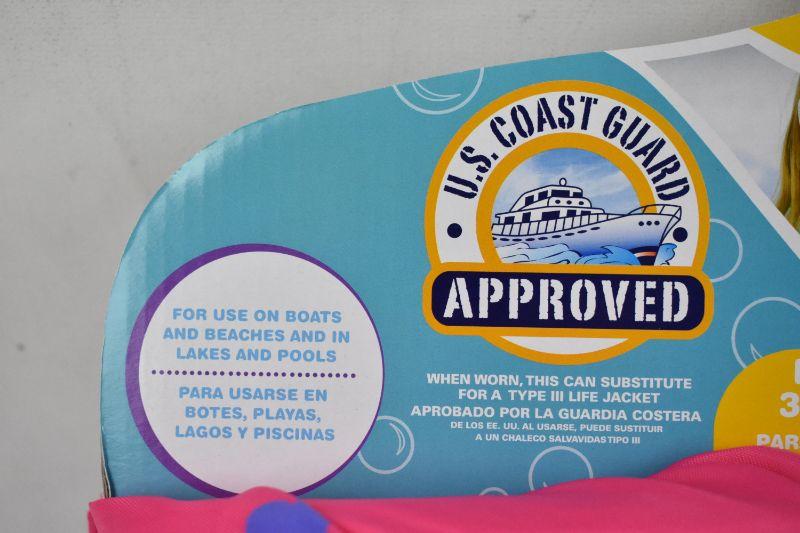 U.S. COAST GUARD
APPROVED
WHEN WORN, THIS CAN SUBSTITUTE
FOR A TYPE III LIFE JACKET
APROBADO POR LA GUARDIA COSTERA
DE LOS EE. UU. AL USARSE, PUEDE SUSTITUIR
A UN CHALECO SALVAVIDAS TIPO III
FOR USE ON BOATS
AND BEACHES AND IN
LAKES AND POOLS
PARA USARSE EN
BOTES, PLAYAS,
LAGOS Y PISCINAS
3
PAR